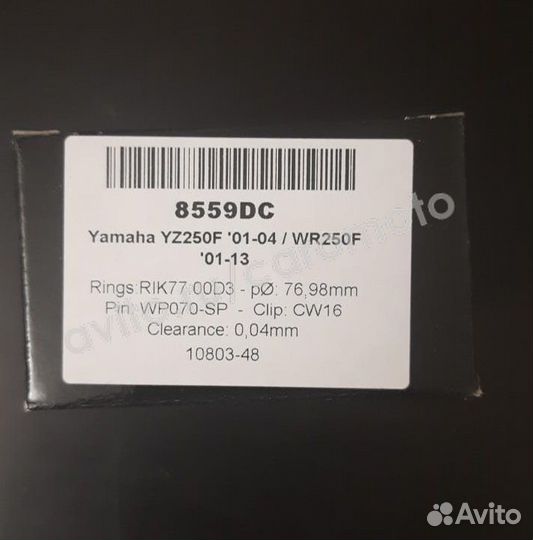 8559DC
Yamaha YZ250F '01-04 / WR250F
'01-13
Rings:RIK77.00D3 - pØ: 76,98mm
Pin: WP070-SP - Clip: CW16
Clearance: 0,04mm
10803-48
Avito